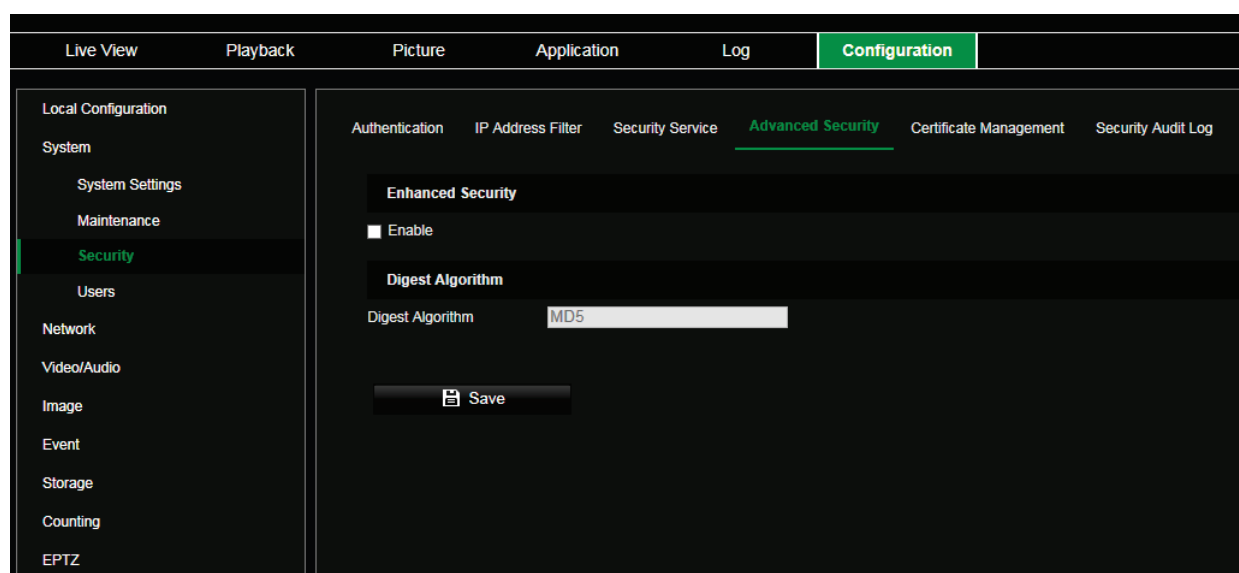 Live View Playback Picture Application Log Configuration
Local Configuration
System
System Settings
Maintenance
Security
Users
Network
Video/Audio
Image
Event
Storage
Counting
EPTZ
Authentication IP Address Filter Security Service Advanced Security Certificate Management Security Audit Log
Enhanced Security
Enable
Digest Algorithm
Digest Algorithm MD5
Save